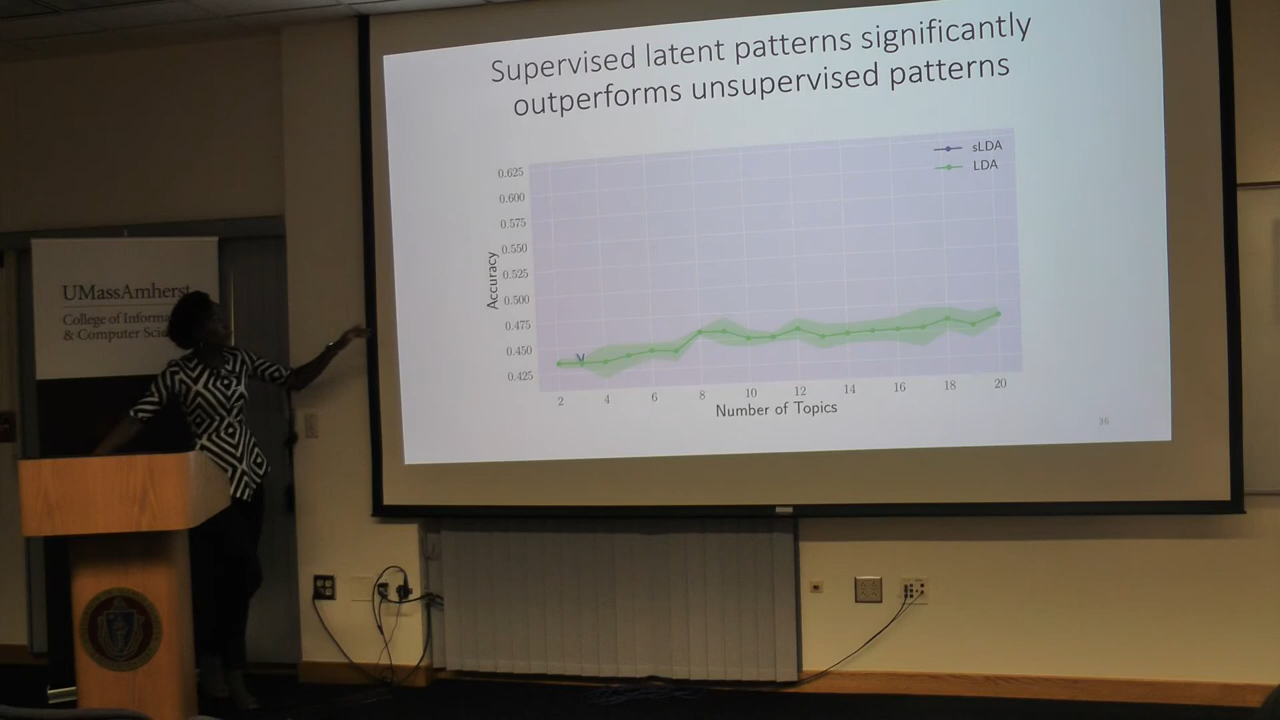 Supervised latent patterns significantly
outperforms unsupervised patterns
sLDA
LDA
0.625
0.600
0.575
0.550
0.525
0.500
0.475
0.450
0.425
Accuracy
2 4 6 8 10 12 14 16 18 20
Number of Topics
36
UMassAmherst
College of Informa
& Computer Scie